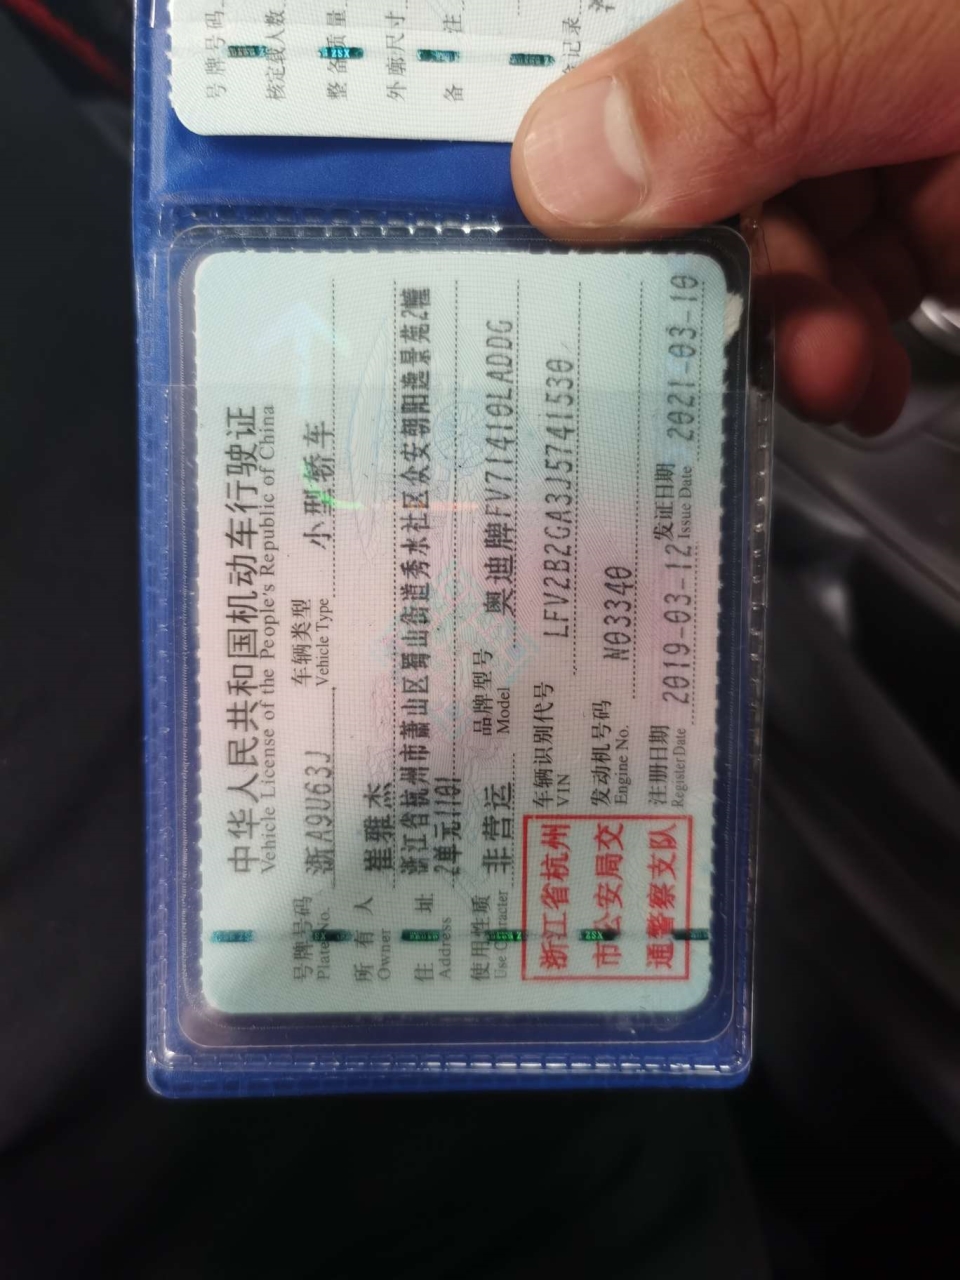 中华人民共和国机动车行驶证
Vehicle License of the People's Republic of China
号牌号码 浙A9U63J 车辆类型 小型轿车
Plate No. Vehicle Type
所有人 崔雅杰
Owner
住址 浙江省杭州市萧山区蜀山街道秀水社区众安朝阳逸景苑2幢
Address 2单元1101
使用性质 非营运 品牌型号 奥迪牌FV71410LADDG
Use Character Model
浙江省杭州
市公安局交
通警察支队
车辆识别代号 LFV2B2GA3J5741530
VIN
发动机号码 N03340
Engine No.
注册日期 2019-03-12 发证日期 2021-03-10
Register Date Issue Date
号牌号码
核定载人数
整备质量
外廓尺寸
备注
记录